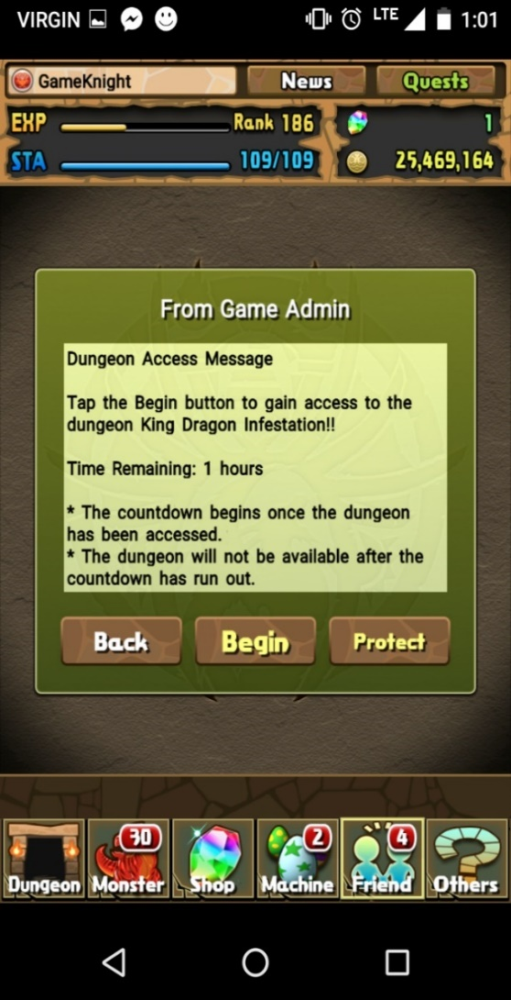 VIRGIN LTE 1:01
GameKnight News Quests
EXP Rank 186 1
STA 109/109 25,469,164
From Game Admin
Dungeon Access Message
Tap the Begin button to gain access to the
dungeon King Dragon Infestation!!
Time Remaining: 1 hours
* The countdown begins once the dungeon
has been accessed.
* The dungeon will not be available after the
countdown has run out.
Back Begin Protect
30 2 4
Dungeon Monster Shop Machine Friend Others